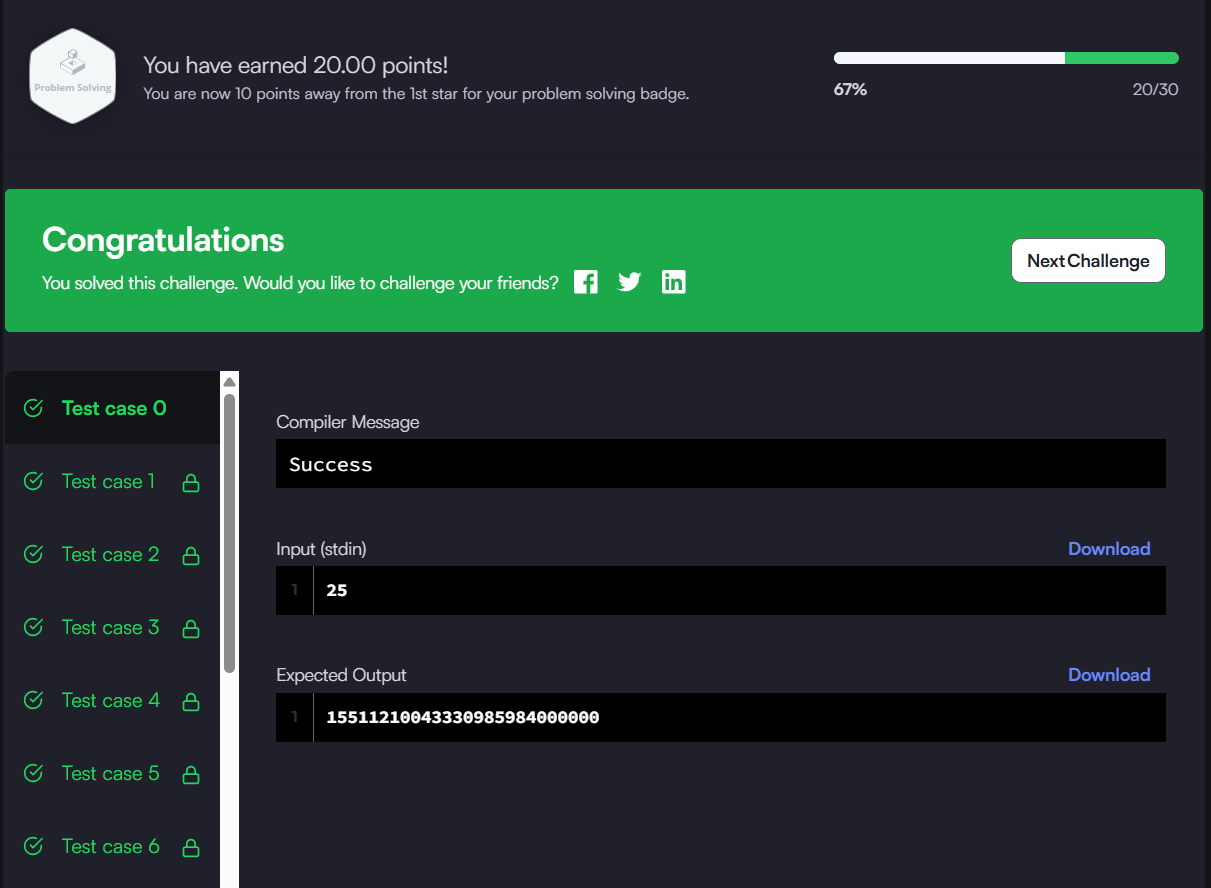 Problem Solving
You have earned 20.00 points!
You are now 10 points away from the 1st star for your problem solving badge.
67%
20/30
Congratulations
You solved this challenge. Would you like to challenge your friends?
Next Challenge
Test case 0
Test case 1
Test case 2
Test case 3
Test case 4
Test case 5
Test case 6
Compiler Message
Success
Input (stdin)
Download
1 25
Expected Output
Download
1 15511210043330985984000000